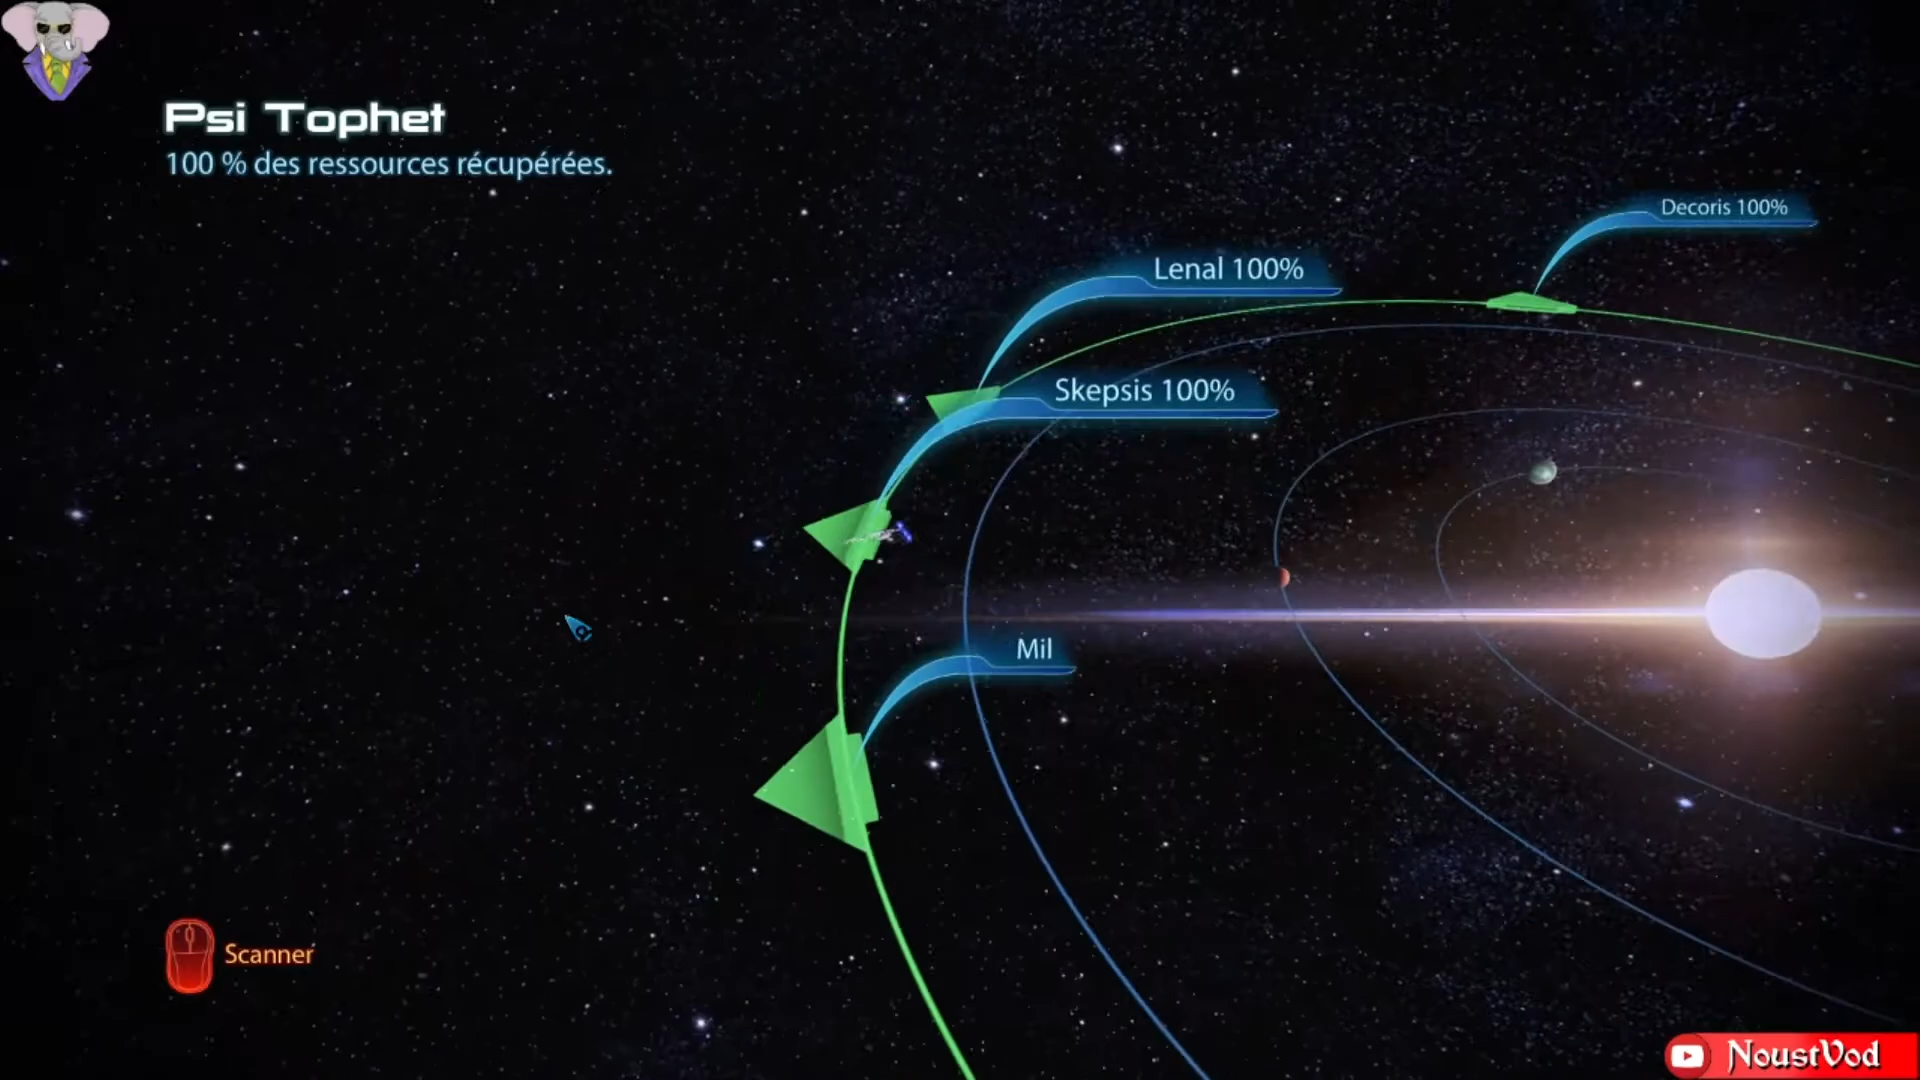 Psi Tophet
100 % des ressources récupérées.
Decoris 100%
Lenal 100%
Skepsis 100%
Mil
Scanner
NoustVod